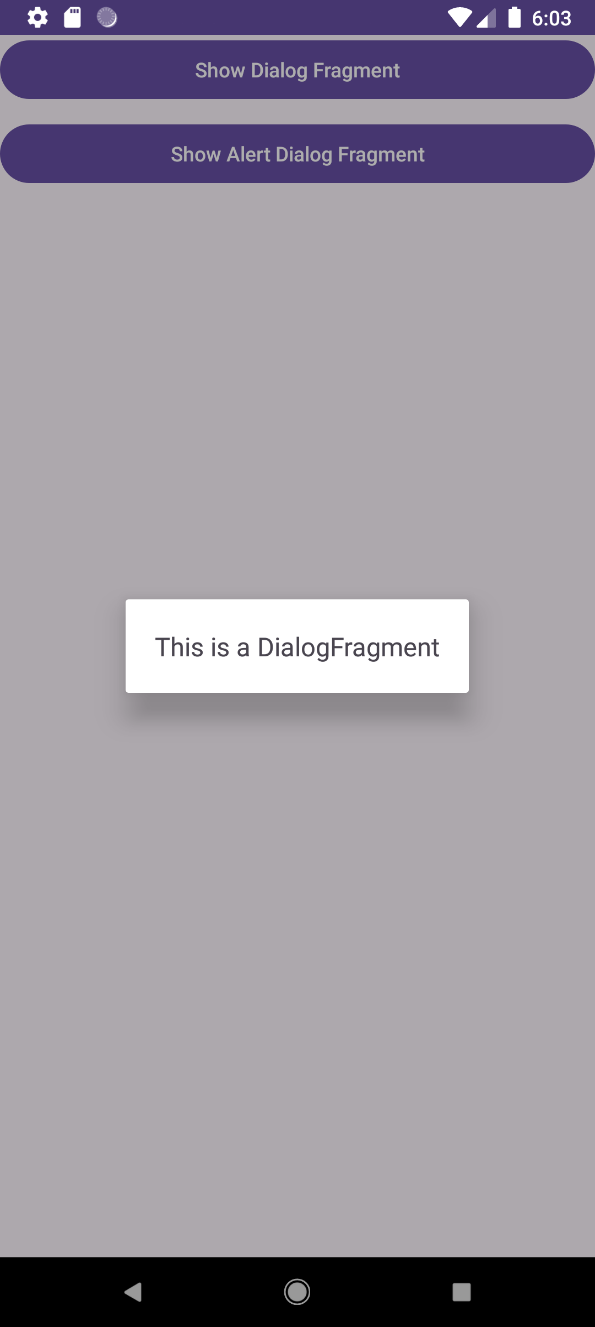 6:03
Show Dialog Fragment
Show Alert Dialog Fragment
This is a DialogFragment